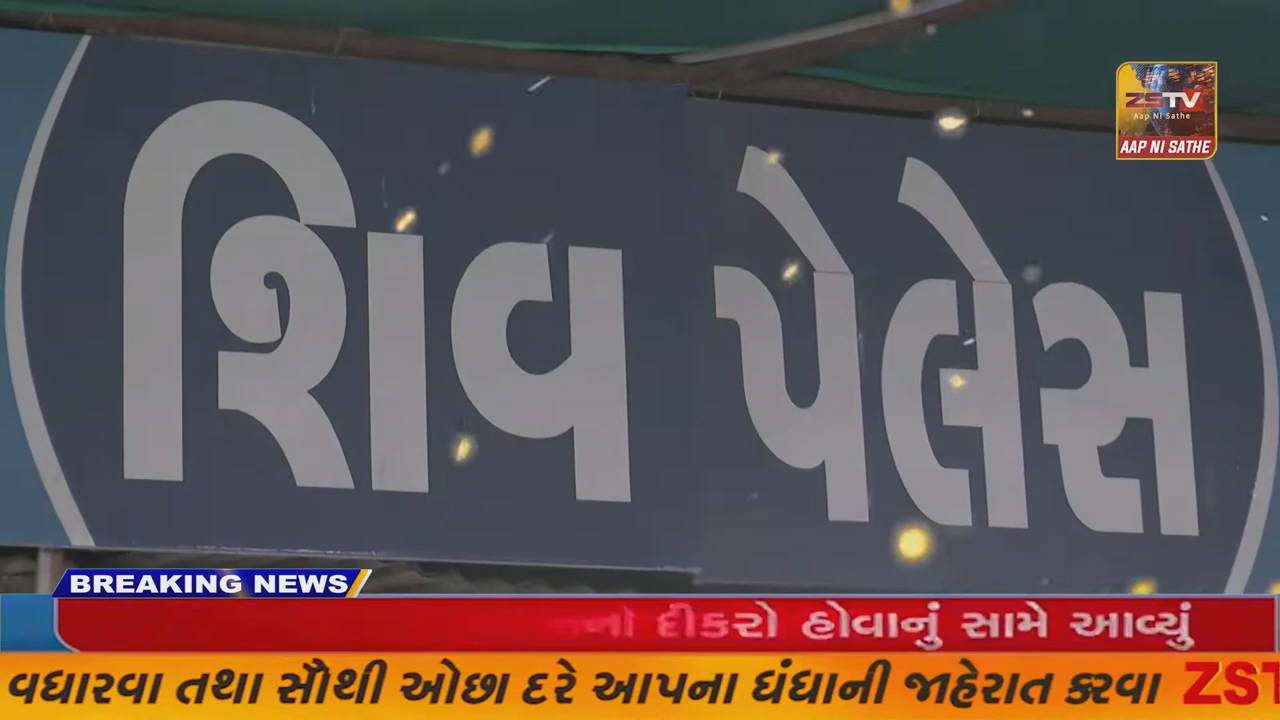 શિવ પેલેસ
ZSTV
Aap Ni Sathe
AAP NI SATHE
BREAKING NEWS
દીકરો હોવાનું સામે આવ્યું
વધારવા તથા સૌથી ઓછા દરે આપના ધંધાની જાહેરાત કરવા ZST